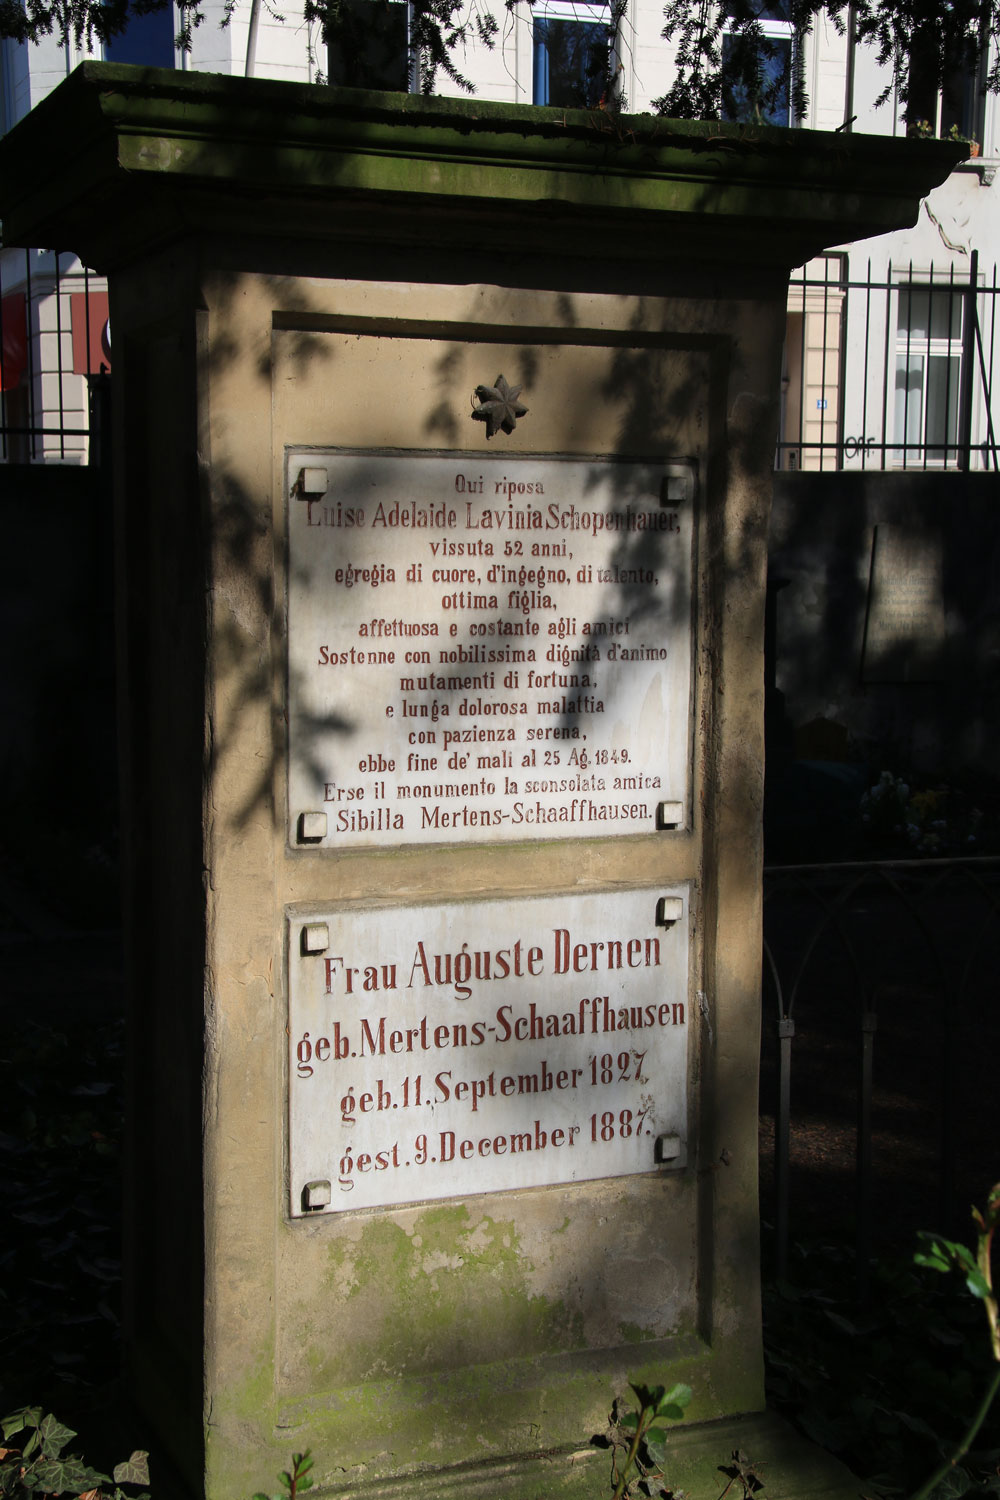 Qui riposa
Luise Adelaide Lavinia Schopenhauer,
vissuta 52 anni,
egregia di cuore, d'ingegno, di talento,
ottima figlia,
affettuosa e costante agli amici
Sostenne con nobilissima dignità d'animo
mutamenti di fortuna,
e lunga dolorosa malattia
con pazienza serena,
ebbe fine de' mali al 25 Ag. 1849.
Erse il monumento la sconsolata amica
Sibilla Mertens-Schaaffhausen.
Frau Auguste Dernen
geb. Mertens-Schaaffhausen
geb. 11. September 1827
gest. 9. December 1887.